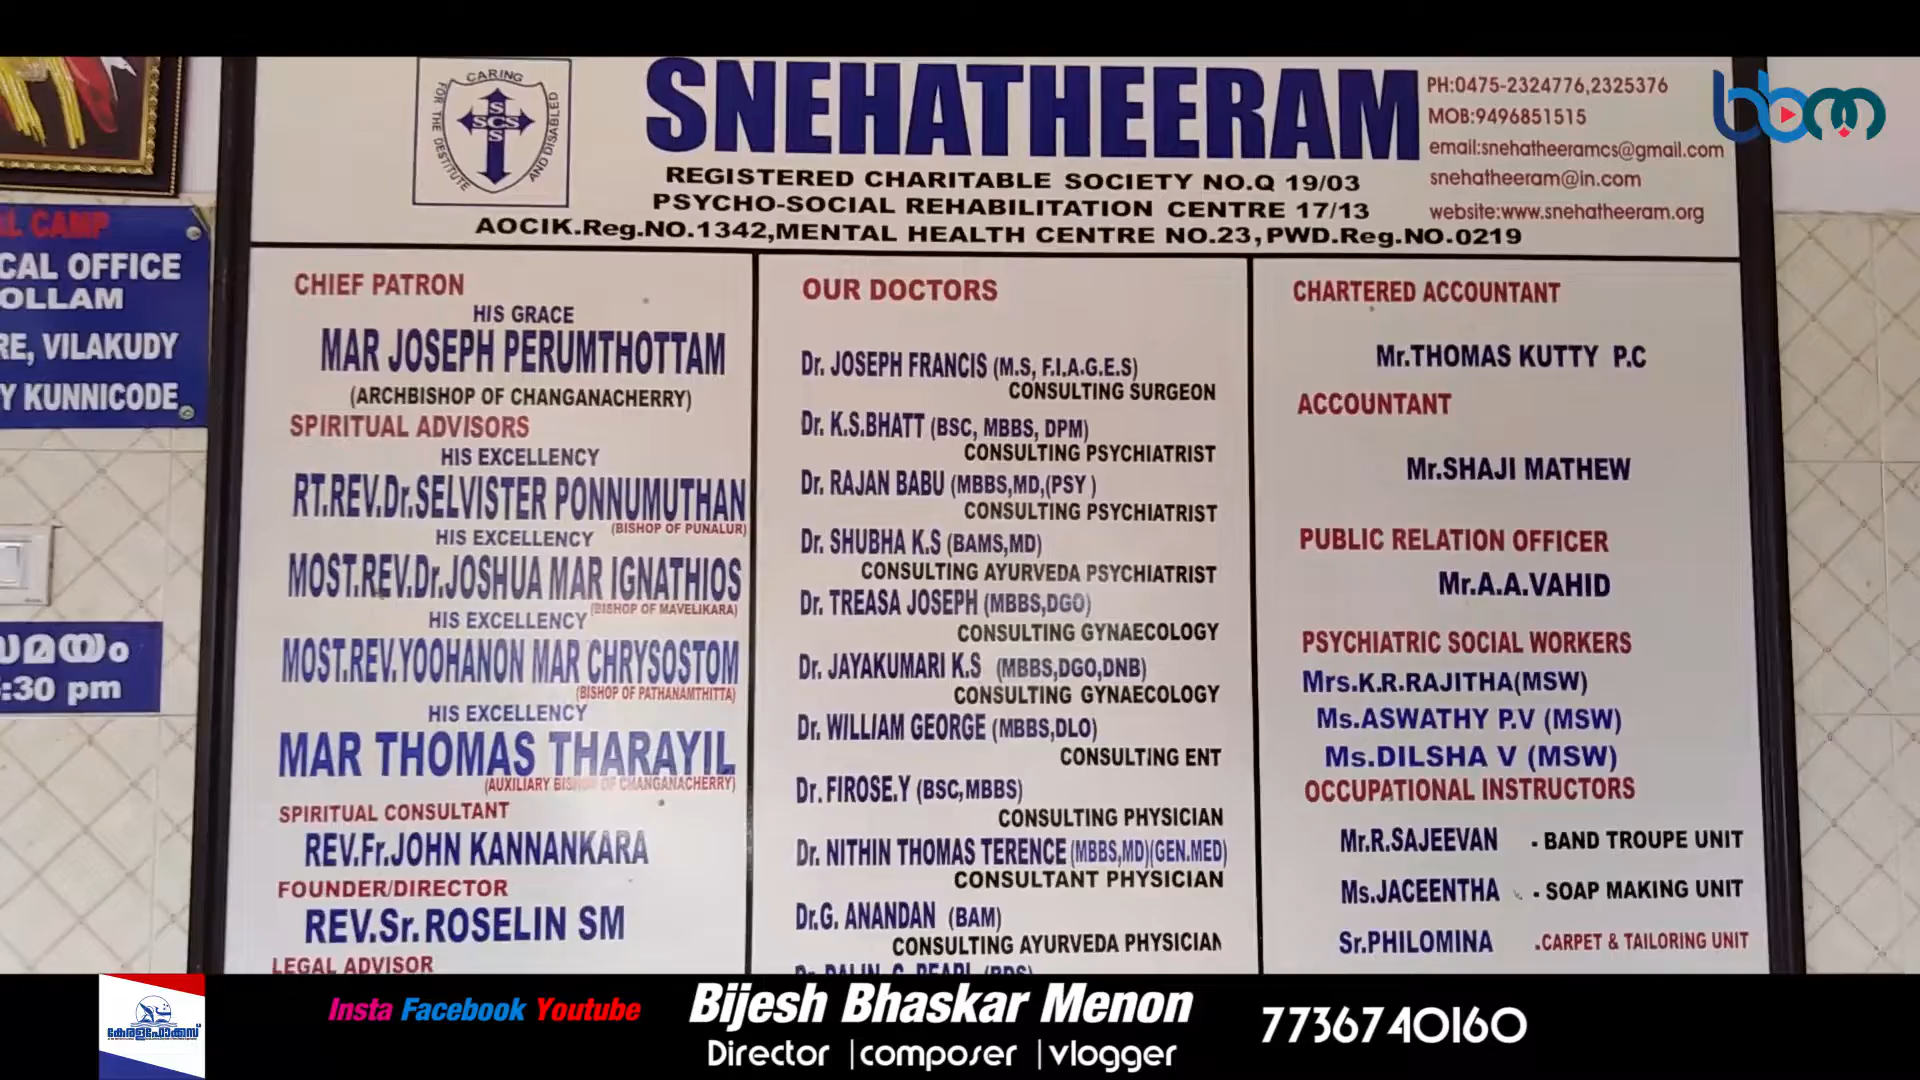 CARING
FOR THE DESTITUTE
AND DISABLED
S
SCS
S
SNEHATHEERAM
REGISTERED CHARITABLE SOCIETY NO.Q 19/03
PSYCHO-SOCIAL REHABILITATION CENTRE 17/13
AOCIK.Reg.NO.1342,MENTAL HEALTH CENTRE NO.23,PWD.Reg.NO.0219
PH:0475-2324776,2325376
MOB:9496851515
email:snehatheeramcs@gmail.com
snehatheeram@in.com
website:www.snehatheeram.org
bbm
AL CAMP
CAL OFFICE
OLLAM
RE, VILAKUDY
Y KUNNICODE
സമയം
:30 pm
CHIEF PATRON
HIS GRACE
MAR JOSEPH PERUMTHOTTAM
(ARCHBISHOP OF CHANGANACHERRY)
SPIRITUAL ADVISORS
HIS EXCELLENCY
RT.REV.Dr.SELVISTER PONNUMUTHAN
(BISHOP OF PUNALUR)
HIS EXCELLENCY
MOST.REV.Dr.JOSHUA MAR IGNATHIOS
(BISHOP OF MAVELIKARA)
HIS EXCELLENCY
MOST.REV.YOOHANON MAR CHRYSOSTOM
(BISHOP OF PATHANAMTHITTA)
HIS EXCELLENCY
MAR THOMAS THARAYIL
(AUXILIARY BISHOP OF CHANGANACHERRY)
SPIRITUAL CONSULTANT
REV.Fr.JOHN KANNANKARA
FOUNDER/DIRECTOR
REV.Sr.ROSELIN SM
LEGAL ADVISOR
OUR DOCTORS
Dr. JOSEPH FRANCIS (M.S, F.I.A.G.E.S)
CONSULTING SURGEON
Dr. K.S.BHATT (BSC, MBBS, DPM)
CONSULTING PSYCHIATRIST
Dr. RAJAN BABU (MBBS,MD,(PSY )
CONSULTING PSYCHIATRIST
Dr. SHUBHA K.S (BAMS,MD)
CONSULTING AYURVEDA PSYCHIATRIST
Dr. TREASA JOSEPH (MBBS,DGO)
CONSULTING GYNAECOLOGY
Dr. JAYAKUMARI K.S (MBBS,DGO,DNB)
CONSULTING GYNAECOLOGY
Dr. WILLIAM GEORGE (MBBS,DLO)
CONSULTING ENT
Dr. FIROSE.Y (BSC,MBBS)
CONSULTING PHYSICIAN
Dr. NITHIN THOMAS TERENCE (MBBS,MD)(GEN.MED)
CONSULTANT PHYSICIAN
Dr.G. ANANDAN (BAM)
CONSULTING AYURVEDA PHYSICIAN
CHARTERED ACCOUNTANT
Mr.THOMAS KUTTY P.C
ACCOUNTANT
Mr.SHAJI MATHEW
PUBLIC RELATION OFFICER
Mr.A.A.VAHID
PSYCHIATRIC SOCIAL WORKERS
Mrs.K.R.RAJITHA(MSW)
Ms.ASWATHY P.V (MSW)
Ms.DILSHA V (MSW)
OCCUPATIONAL INSTRUCTORS
Mr.R.SAJEEVAN - BAND TROUPE UNIT
Ms.JACEENTHA - SOAP MAKING UNIT
Sr.PHILOMINA .CARPET & TAILORING UNIT
കേരളഫോക്കസ്
Insta Facebook Youtube
Bijesh Bhaskar Menon
Director |composer |vlogger
7736740160